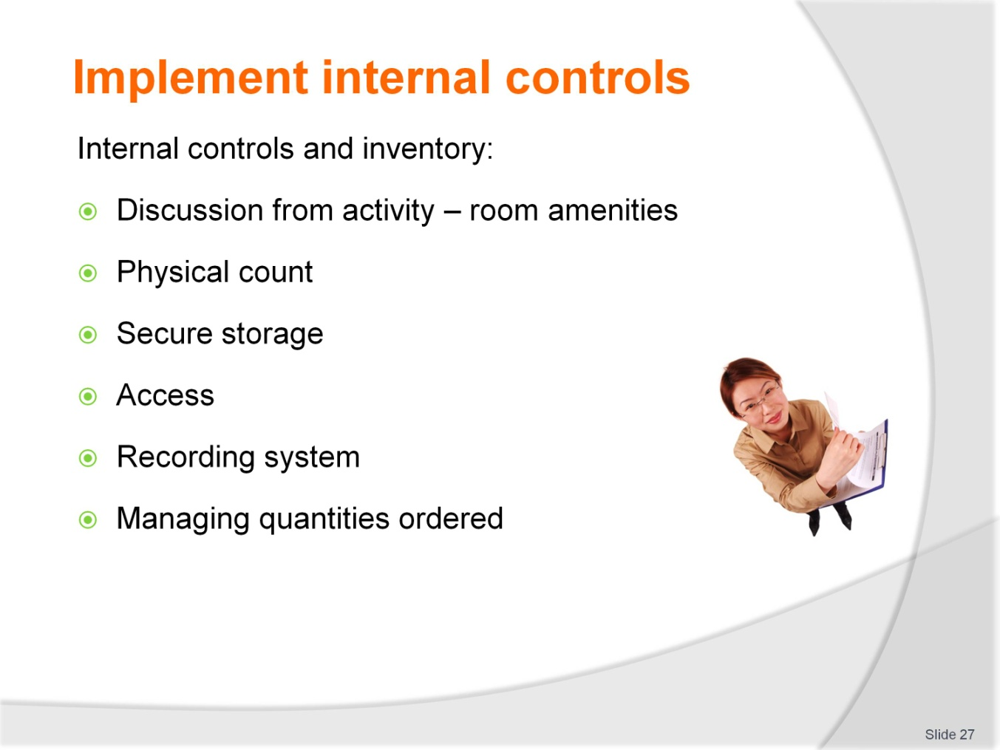 Implement internal controls
Internal controls and inventory:
Discussion from activity – room amenities
Physical count
Secure storage
Access
Recording system
Managing quantities ordered
Slide 27